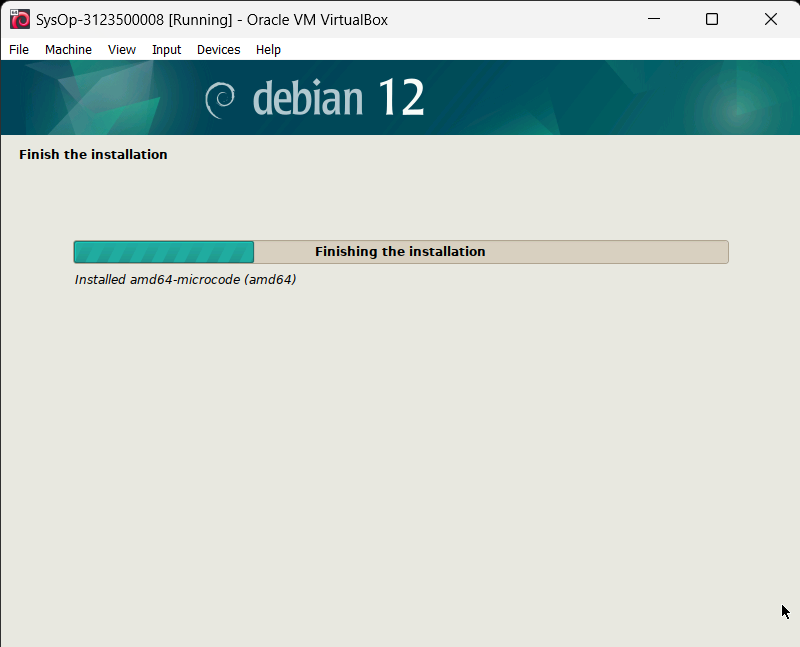 SysOp-3123500008 [Running] - Oracle VM VirtualBox
File Machine View Input Devices Help
debian 12
Finish the installation
Finishing the installation
Installed amd64-microcode (amd64)